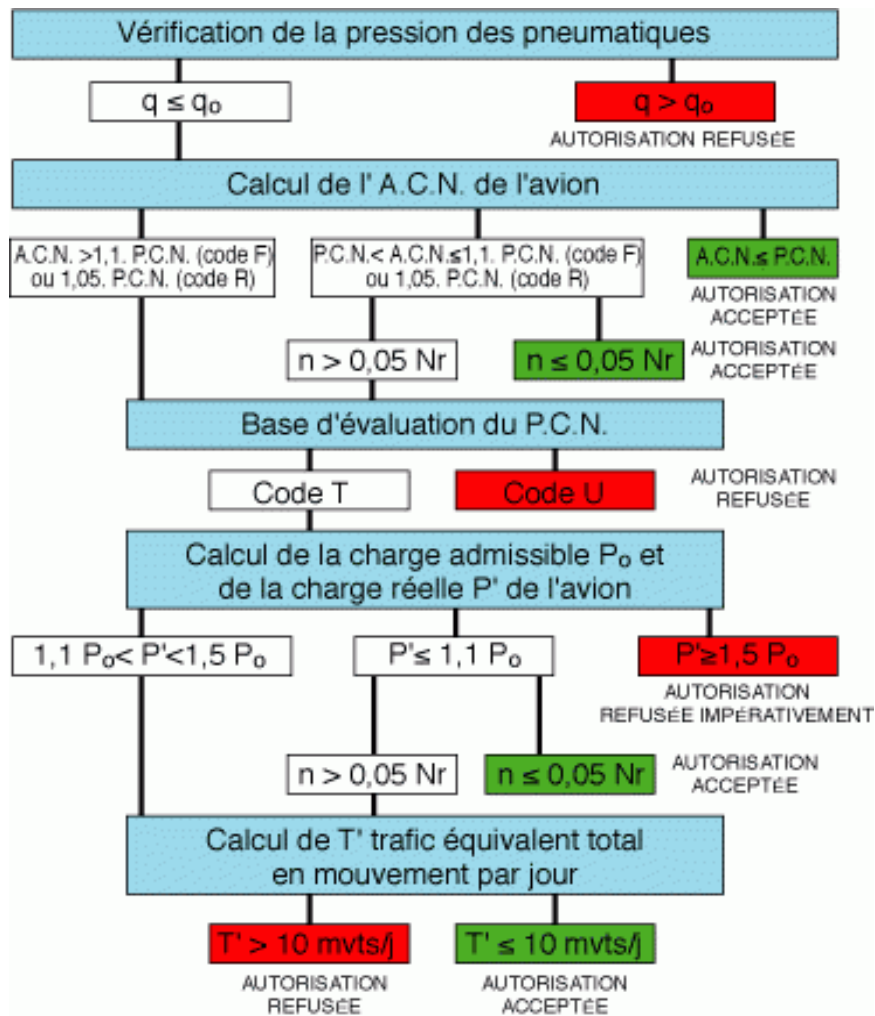 Vérification de la pression des pneumatiques
q ≤ qo
q > qo
AUTORISATION REFUSÉE
Calcul de l' A.C.N. de l'avion
A.C.N. >1,1. P.C.N. (code F)
ou 1,05. P.C.N. (code R)
P.C.N.< A.C.N.≤1,1. P.C.N. (code F)
ou 1,05. P.C.N. (code R)
A.C.N.≤ P.C.N.
AUTORISATION
ACCEPTÉE
n > 0,05 Nr
n ≤ 0,05 Nr
AUTORISATION
ACCEPTÉE
Base d'évaluation du P.C.N.
Code T
Code U
AUTORISATION
REFUSÉE
Calcul de la charge admissible Po et
de la charge réelle P' de l'avion
1,1 Po< P'<1,5 Po
P'≤ 1,1 Po
P'≥1,5 Po
AUTORISATION
REFUSÉE IMPÉRATIVEMENT
n > 0,05 Nr
n ≤ 0,05 Nr
AUTORISATION
ACCEPTÉE
Calcul de T' trafic équivalent total
en mouvement par jour
T' > 10 mvts/j
T' ≤ 10 mvts/j
AUTORISATION
REFUSÉE
AUTORISATION
ACCEPTÉE